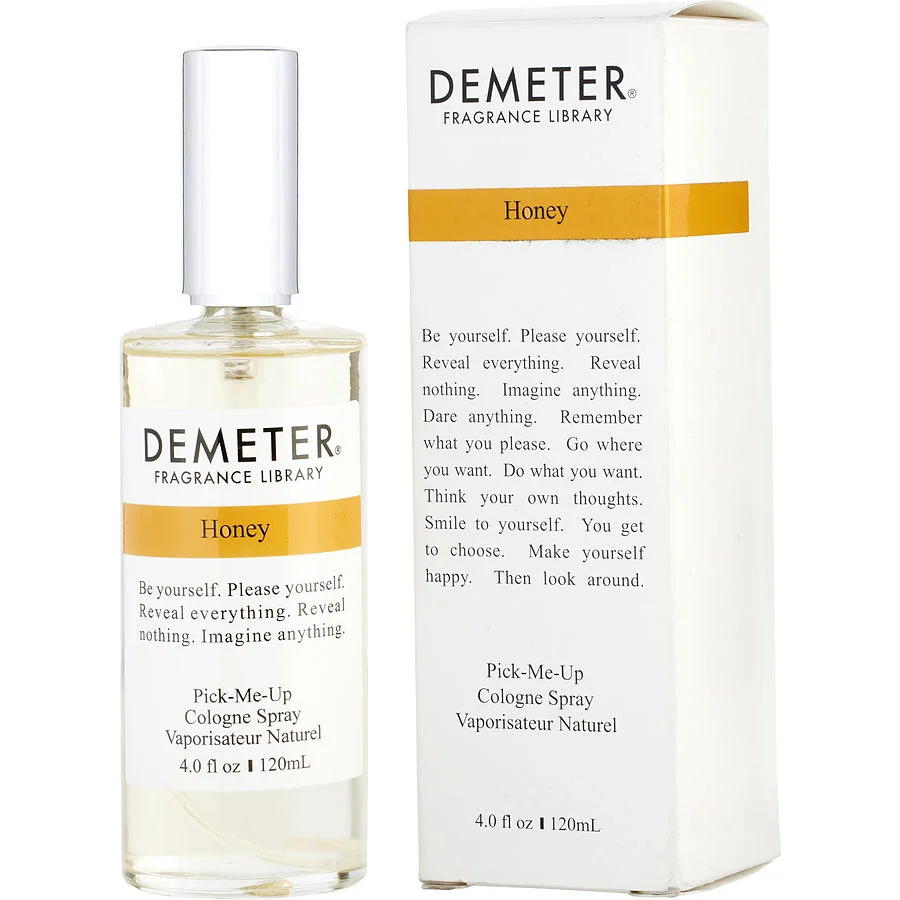 DEMETER®
FRAGRANCE LIBRARY
Honey
Be yourself. Please yourself.
Reveal everything. Reveal
nothing. Imagine anything.
Pick-Me-Up
Cologne Spray
Vaporisateur Naturel
4.0 fl oz ❚ 120mL
DEMETER®
FRAGRANCE LIBRARY
Honey
Be yourself. Please yourself.
Reveal everything. Reveal
nothing. Imagine anything.
Dare anything. Remember
what you please. Go where
you want. Do what you want.
Think your own thoughts.
Smile to yourself. You get
to choose. Make yourself
happy. Then look around.
Pick-Me-Up
Cologne Spray
Vaporisateur Naturel
4.0 fl oz ❚ 120mL